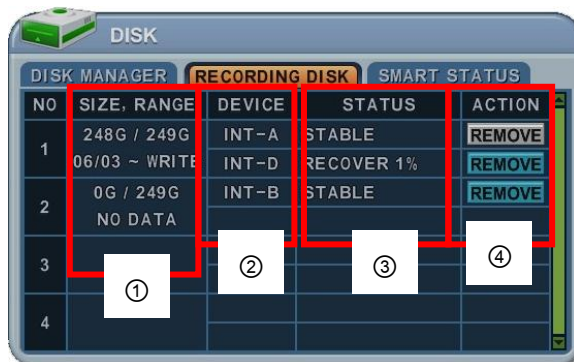 DISK
DISK MANAGER RECORDING DISK SMART STATUS
NO SIZE, RANGE DEVICE STATUS ACTION
1 248G / 249G INT-A STABLE REMOVE
06/03 ~ WRITE INT-D RECOVER 1% REMOVE
2 0G / 249G INT-B STABLE REMOVE
NO DATA
3
① ② ③ ④
4